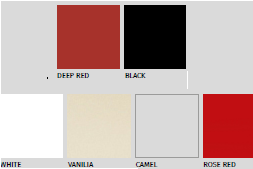 DEEP RED
BLACK
WHITE
VANILIA
CAMEL
ROSE RED